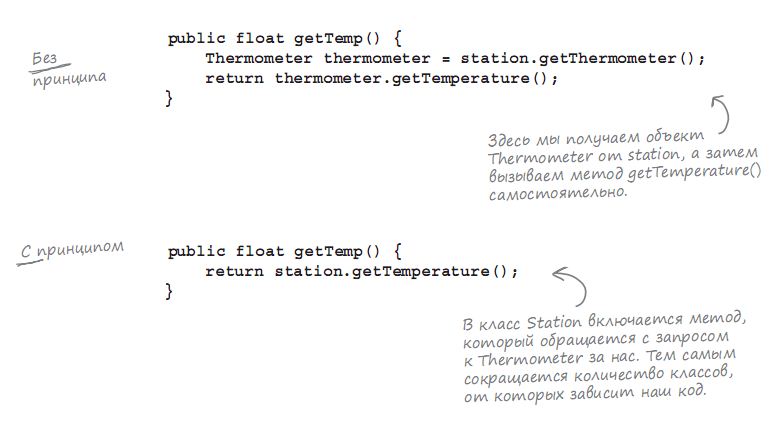 Без
принципа
public float getTemp() {
Thermometer thermometer = station.getThermometer();
return thermometer.getTemperature();
}
Здесь мы получаем объект
Thermometer от station, а затем
вызываем метод getTemperature()
самостоятельно.
С принципом
public float getTemp() {
return station.getTemperature();
}
В класс Station включается метод,
который обращается с запросом
к Thermometer за нас. Тем самым
сокращается количество классов,
от которых зависит наш код.